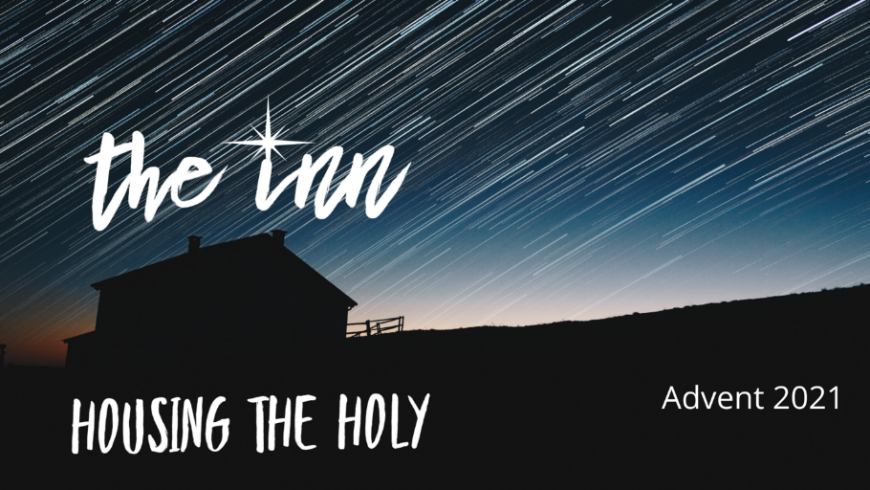 the inn
HOUSING THE HOLY
Advent 2021